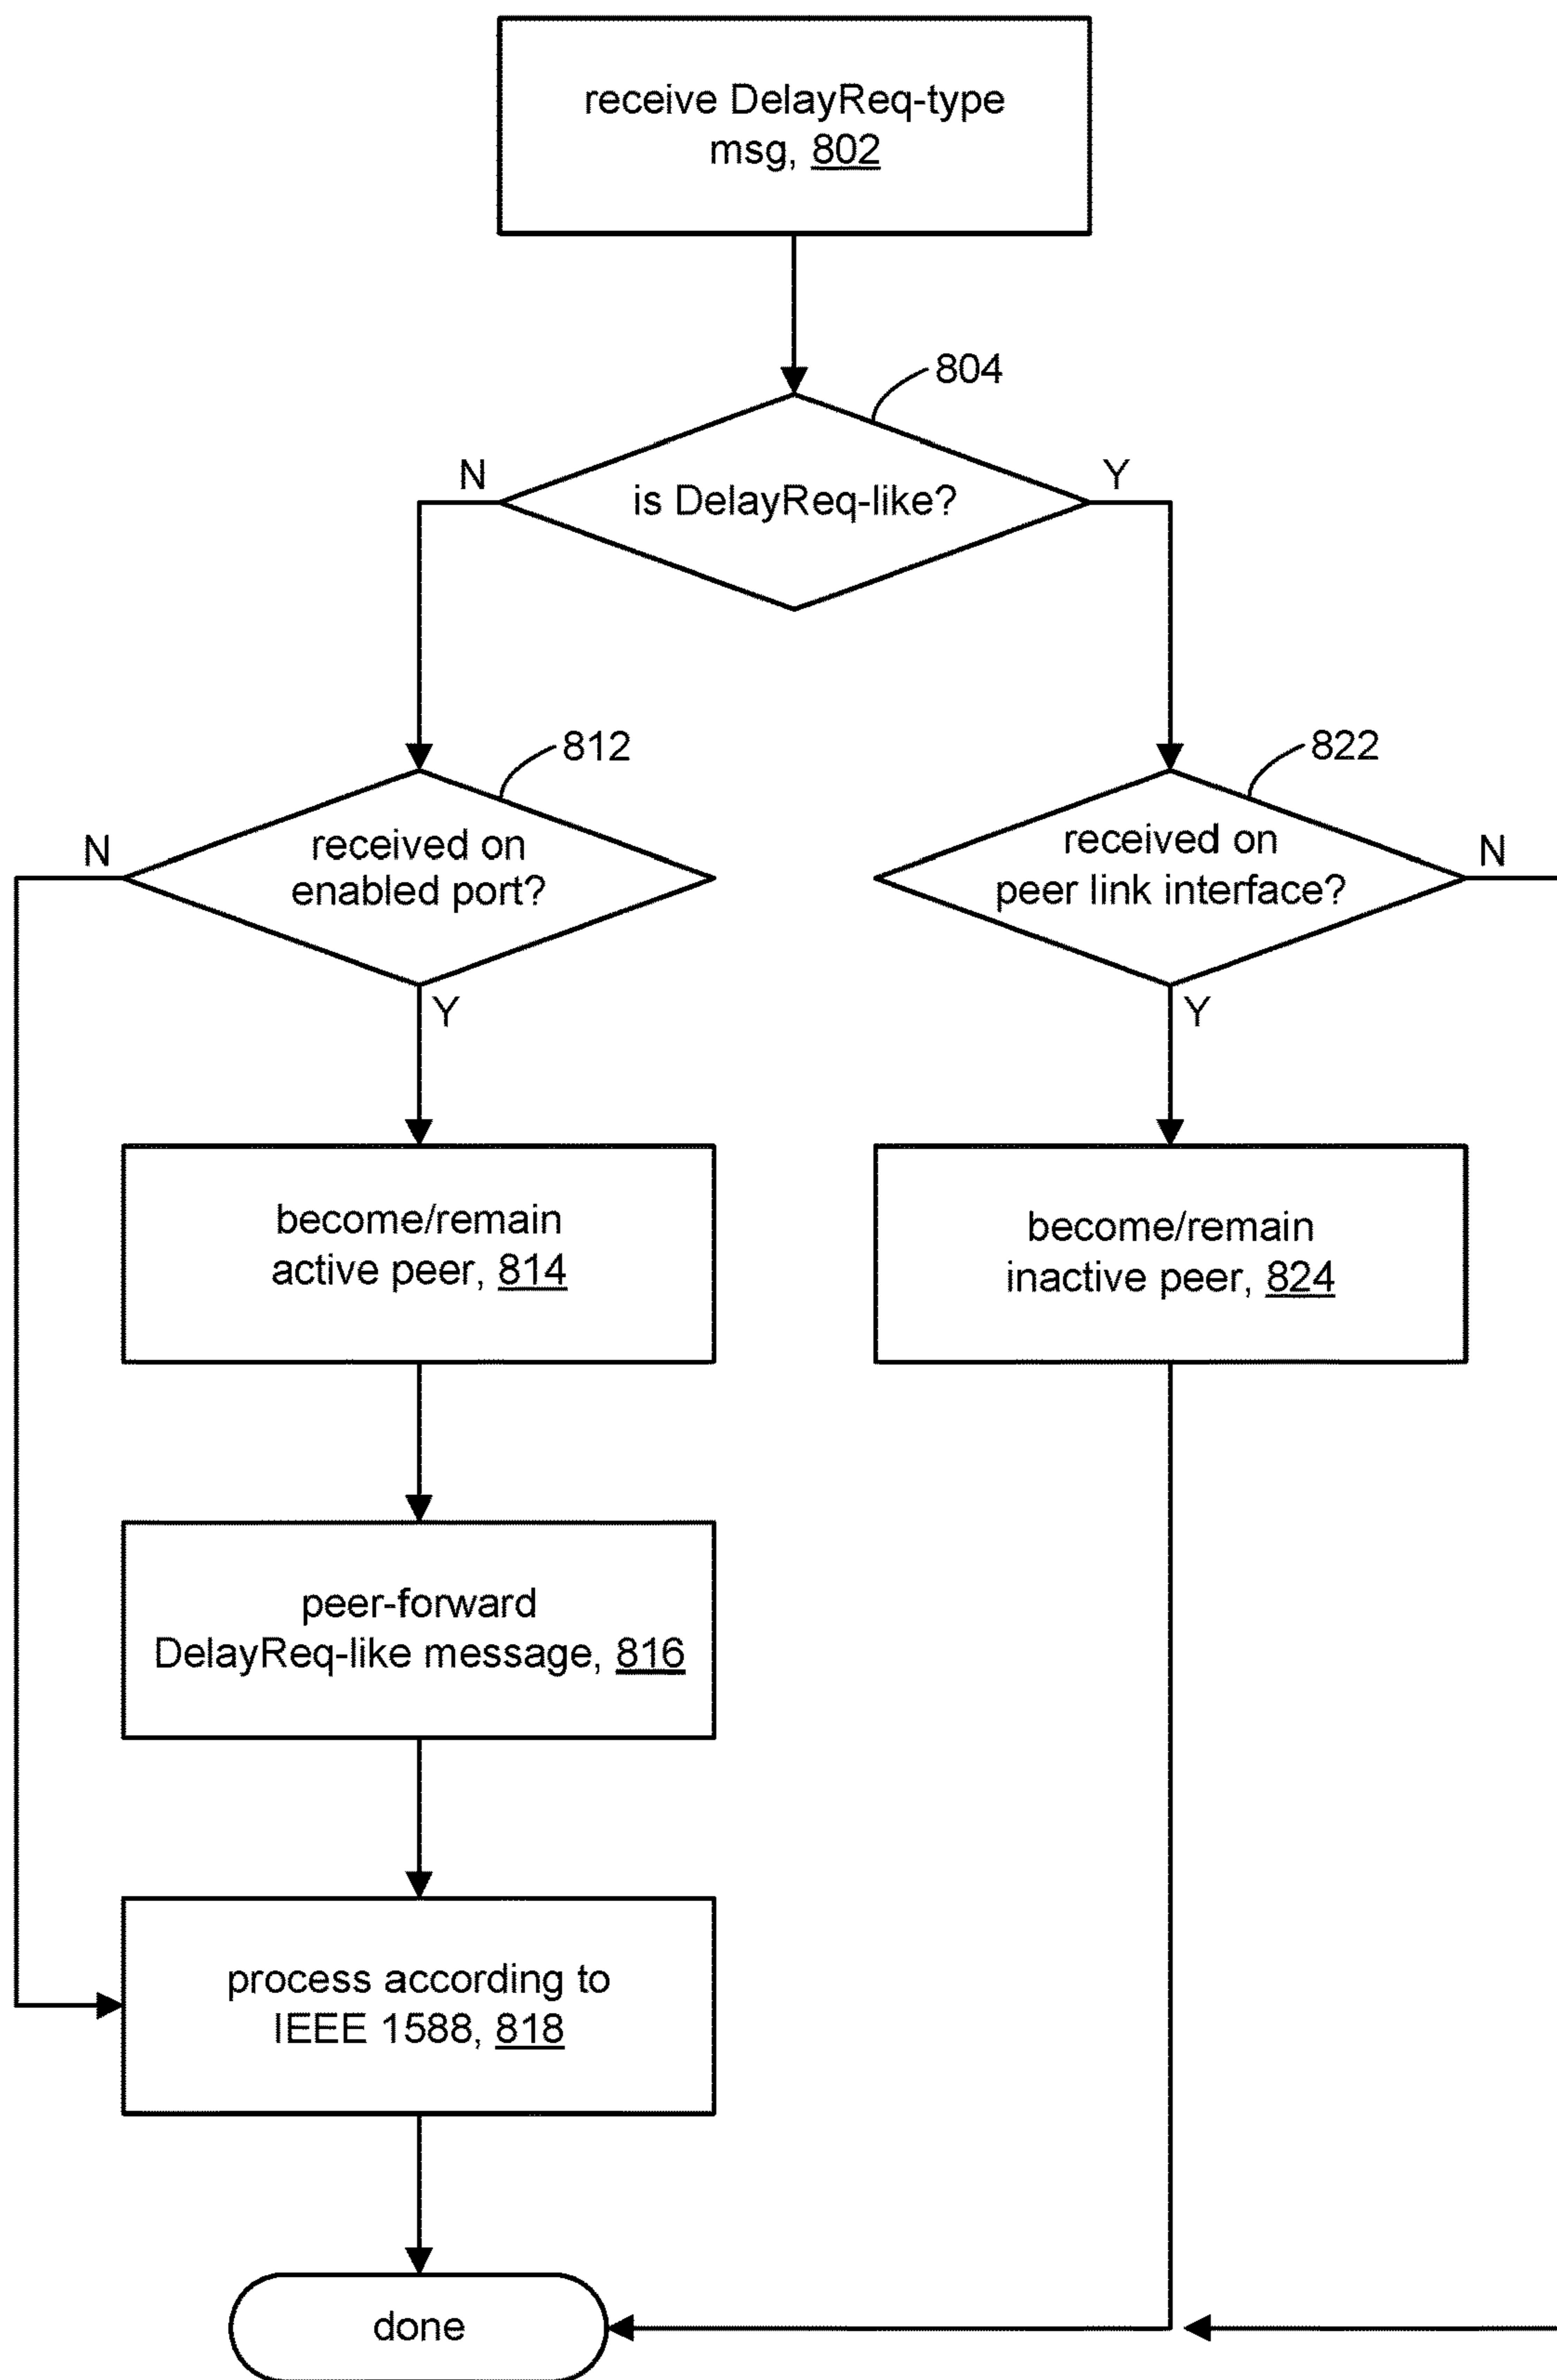 receive DelayReq-type
msg, 802
804
N
Y
is DelayReq-like?
812
822
N
received on
enabled port?
received on
peer link interface?
N
Y
Y
become/remain
active peer, 814
become/remain
inactive peer, 824
peer-forward
DelayReq-like message, 816
process according to
IEEE 1588, 818
done